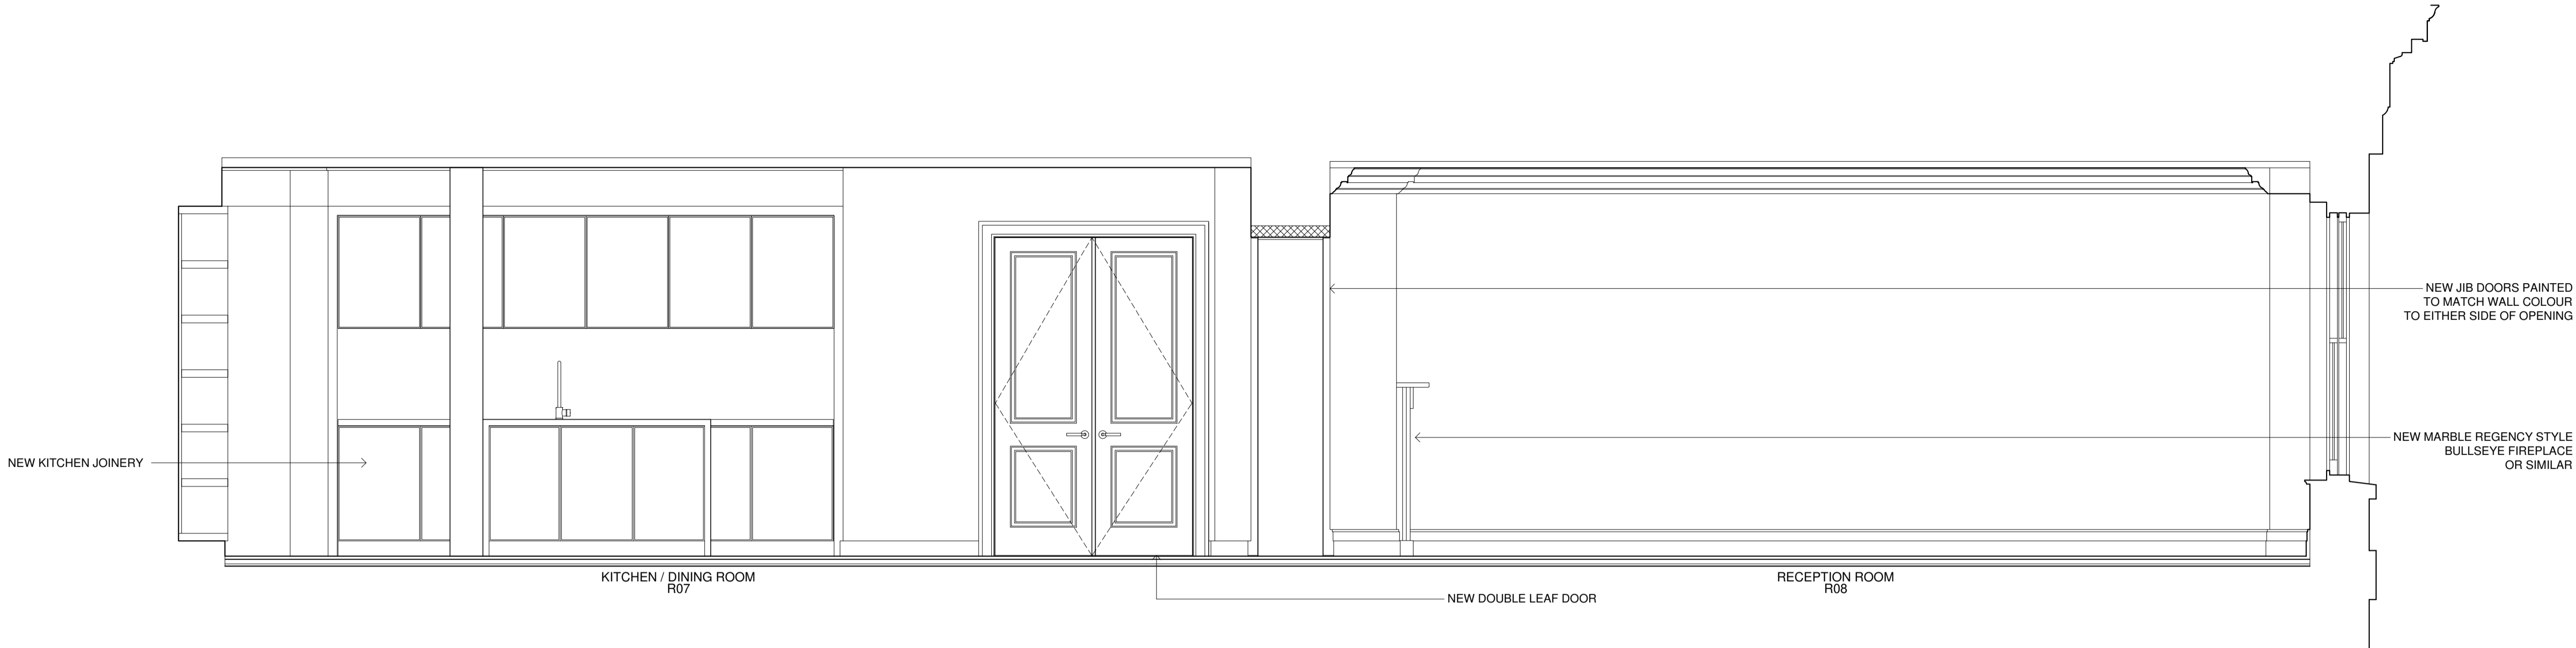 NEW JIB DOORS PAINTED
TO MATCH WALL COLOUR
TO EITHER SIDE OF OPENING
NEW MARBLE REGENCY STYLE
BULLSEYE FIREPLACE
OR SIMILAR
NEW KITCHEN JOINERY
KITCHEN / DINING ROOM
R07
RECEPTION ROOM
R08
NEW DOUBLE LEAF DOOR